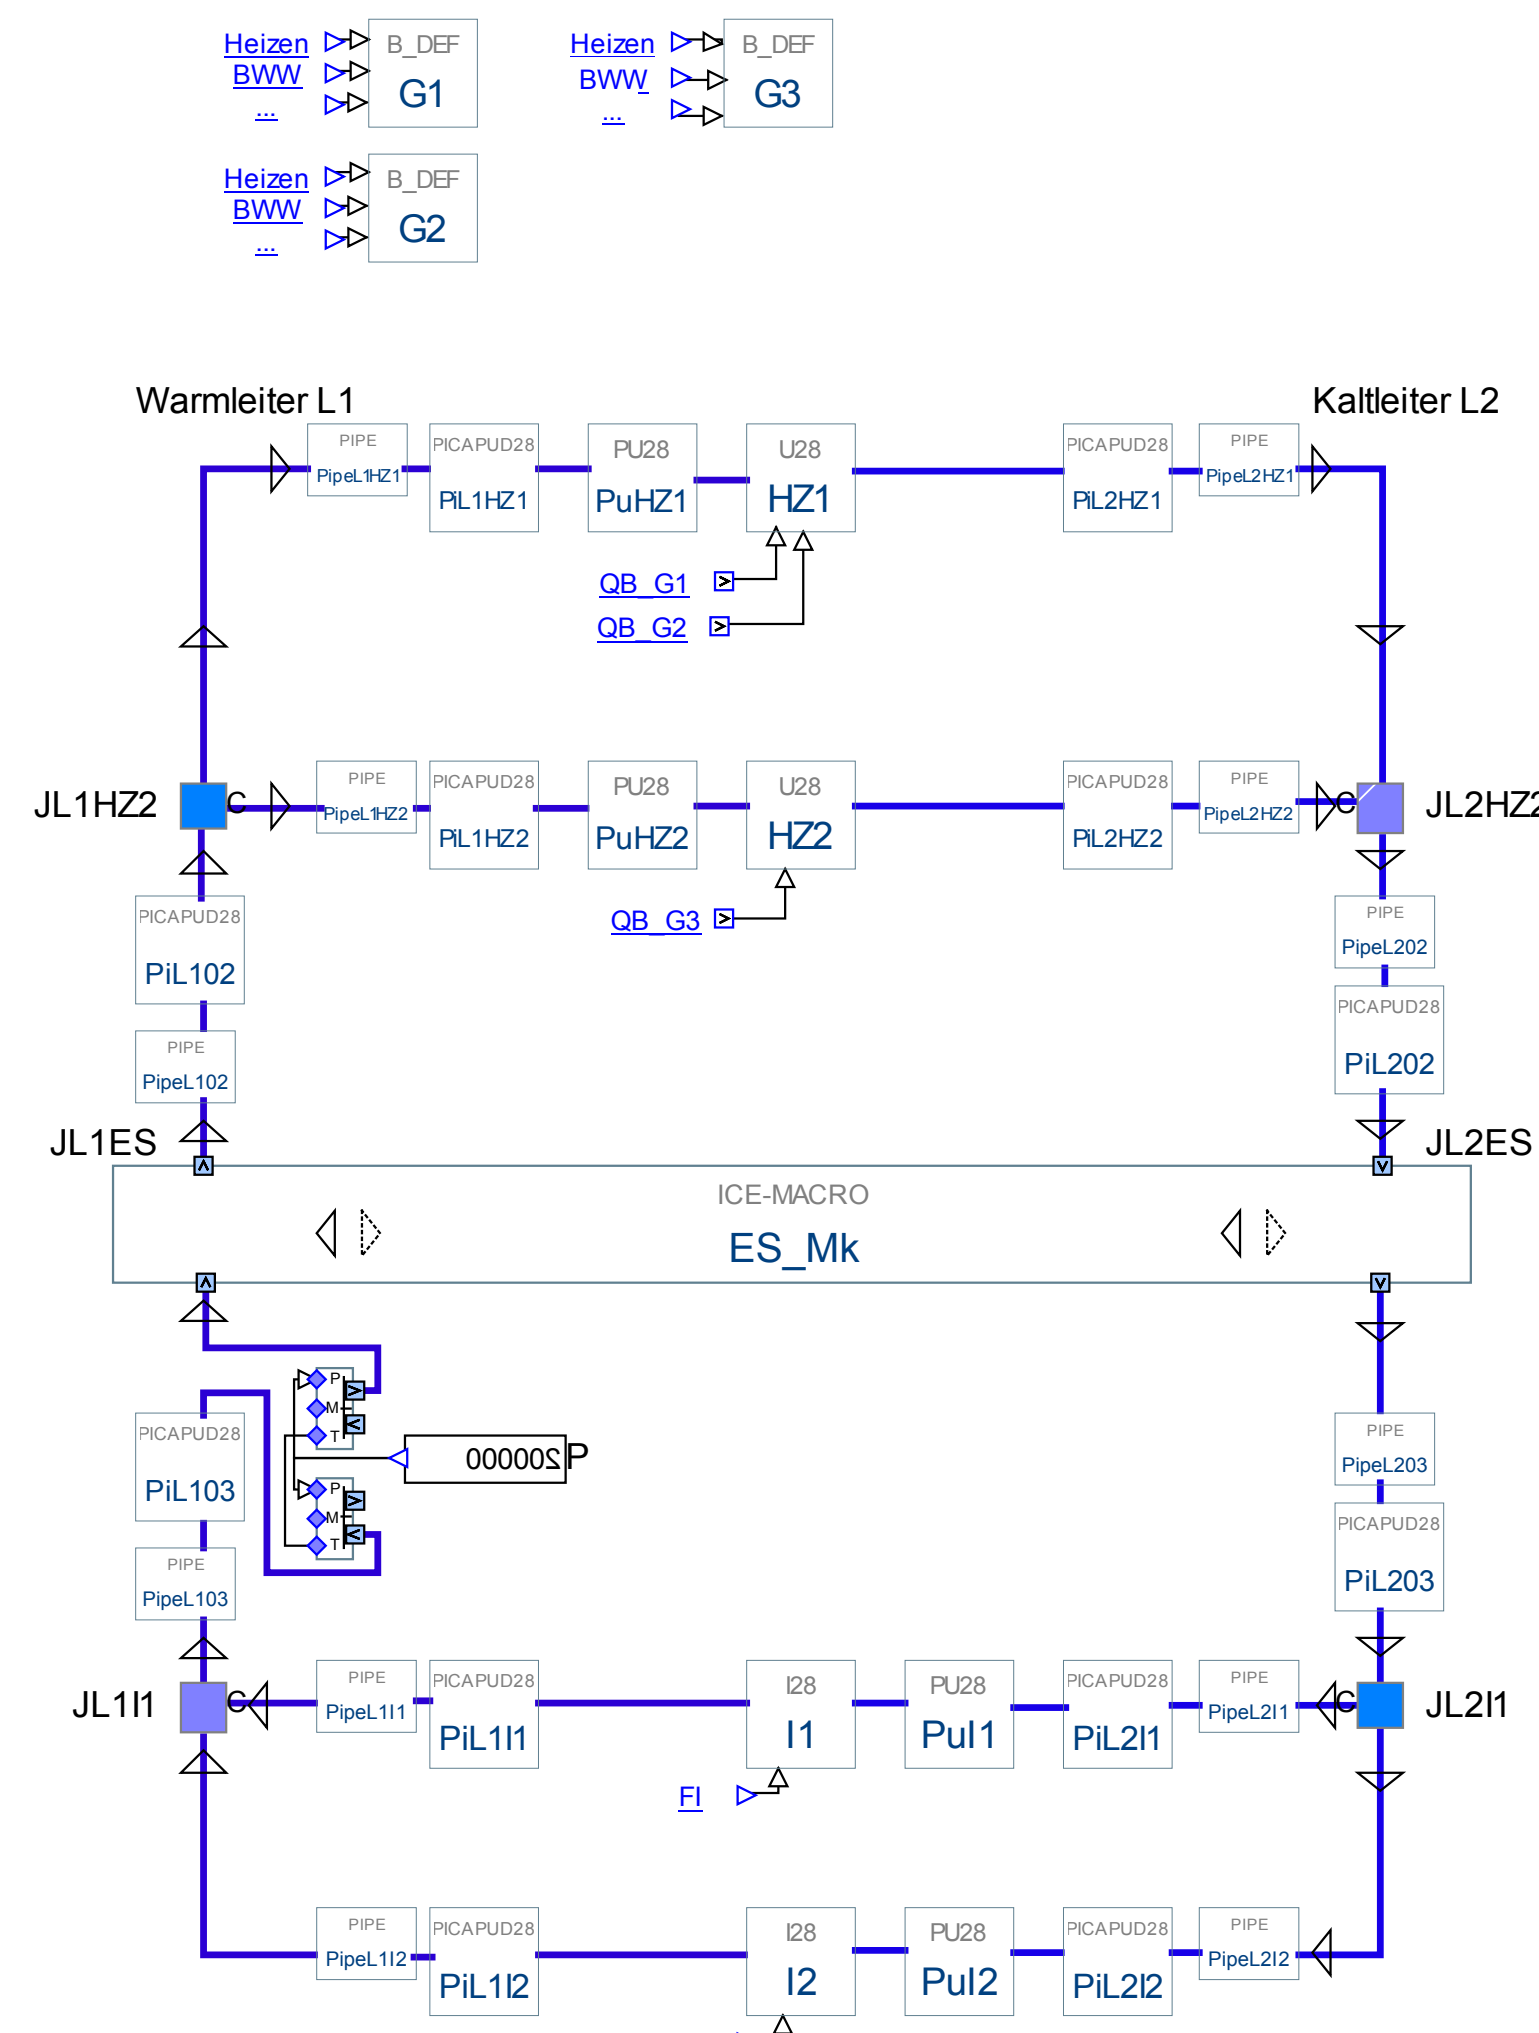 Heizen
BWW
...
B_DEF
G1
Heizen
BWW
...
B_DEF
G3
Heizen
BWW
...
B_DEF
G2
Warmleiter L1
Kaltleiter L2
PIPE
PipeL1HZ1
PICAPUD28
PiL1HZ1
PU28
PuHZ1
U28
HZ1
PICAPUD28
PiL2HZ1
PIPE
PipeL2HZ1
QB_G1
QB_G2
JL1HZ2
C
PIPE
PipeL1HZ2
PICAPUD28
PiL1HZ2
PU28
PuHZ2
U28
HZ2
PICAPUD28
PiL2HZ2
PIPE
PipeL2HZ2
C
JL2HZ2
QB_G3
PICAPUD28
PiL102
PIPE
PipeL202
PICAPUD28
PiL202
PIPE
PipeL102
JL1ES
JL2ES
ICE-MACRO
ES_Mk
P
M
T
200000
P
P
M
T
PICAPUD28
PiL103
PIPE
PipeL103
PIPE
PipeL203
PICAPUD28
PiL203
JL1I1
C
PIPE
PipeL1I1
PICAPUD28
PiL1I1
I28
I1
PU28
PuI1
PICAPUD28
PiL2I1
PIPE
PipeL2I1
C
JL2I1
FI
PIPE
PipeL1I2
PICAPUD28
PiL1I2
I28
I2
PU28
PuI2
PICAPUD28
PiL2I2
PIPE
PipeL2I2